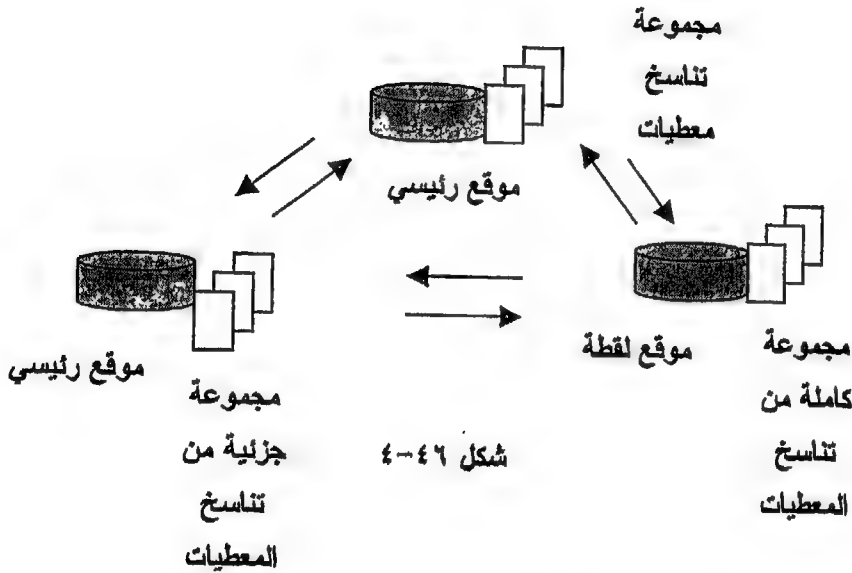 مجموعة
تناسخ
معطيات
موقع رئيسي
موقع رئيسي
مجموعة
جزئية من
تناسخ
المعطيات
موقع لقطة
مجموعة
كاملة من
تناسخ
المعطيات
شكل ٤٦-٤